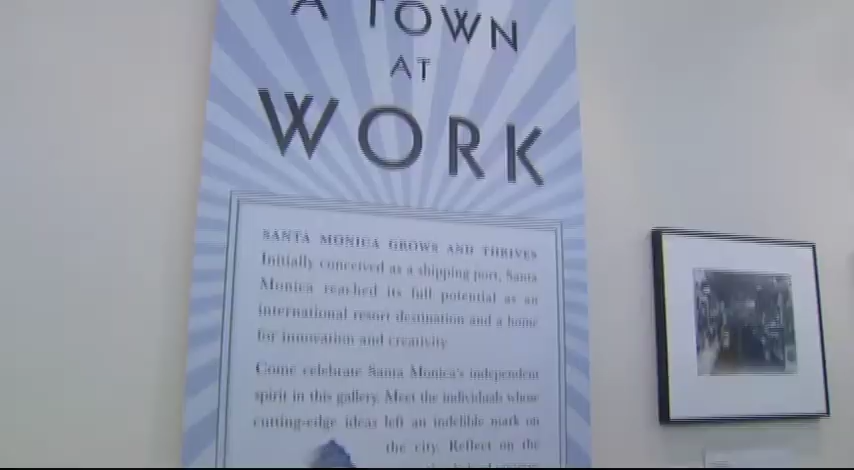 A TOWN
AT
WORK
SANTA MONICA GROWS AND THRIVES
Initially conceived as a shipping port, Santa
Monica reached its full potential as an
international resort destination and a home
for innovation and creativity.
Come celebrate Santa Monica's independent
spirit in this gallery. Meet the individuals whose
cutting-edge ideas left an indelible mark on
the city. Reflect on the